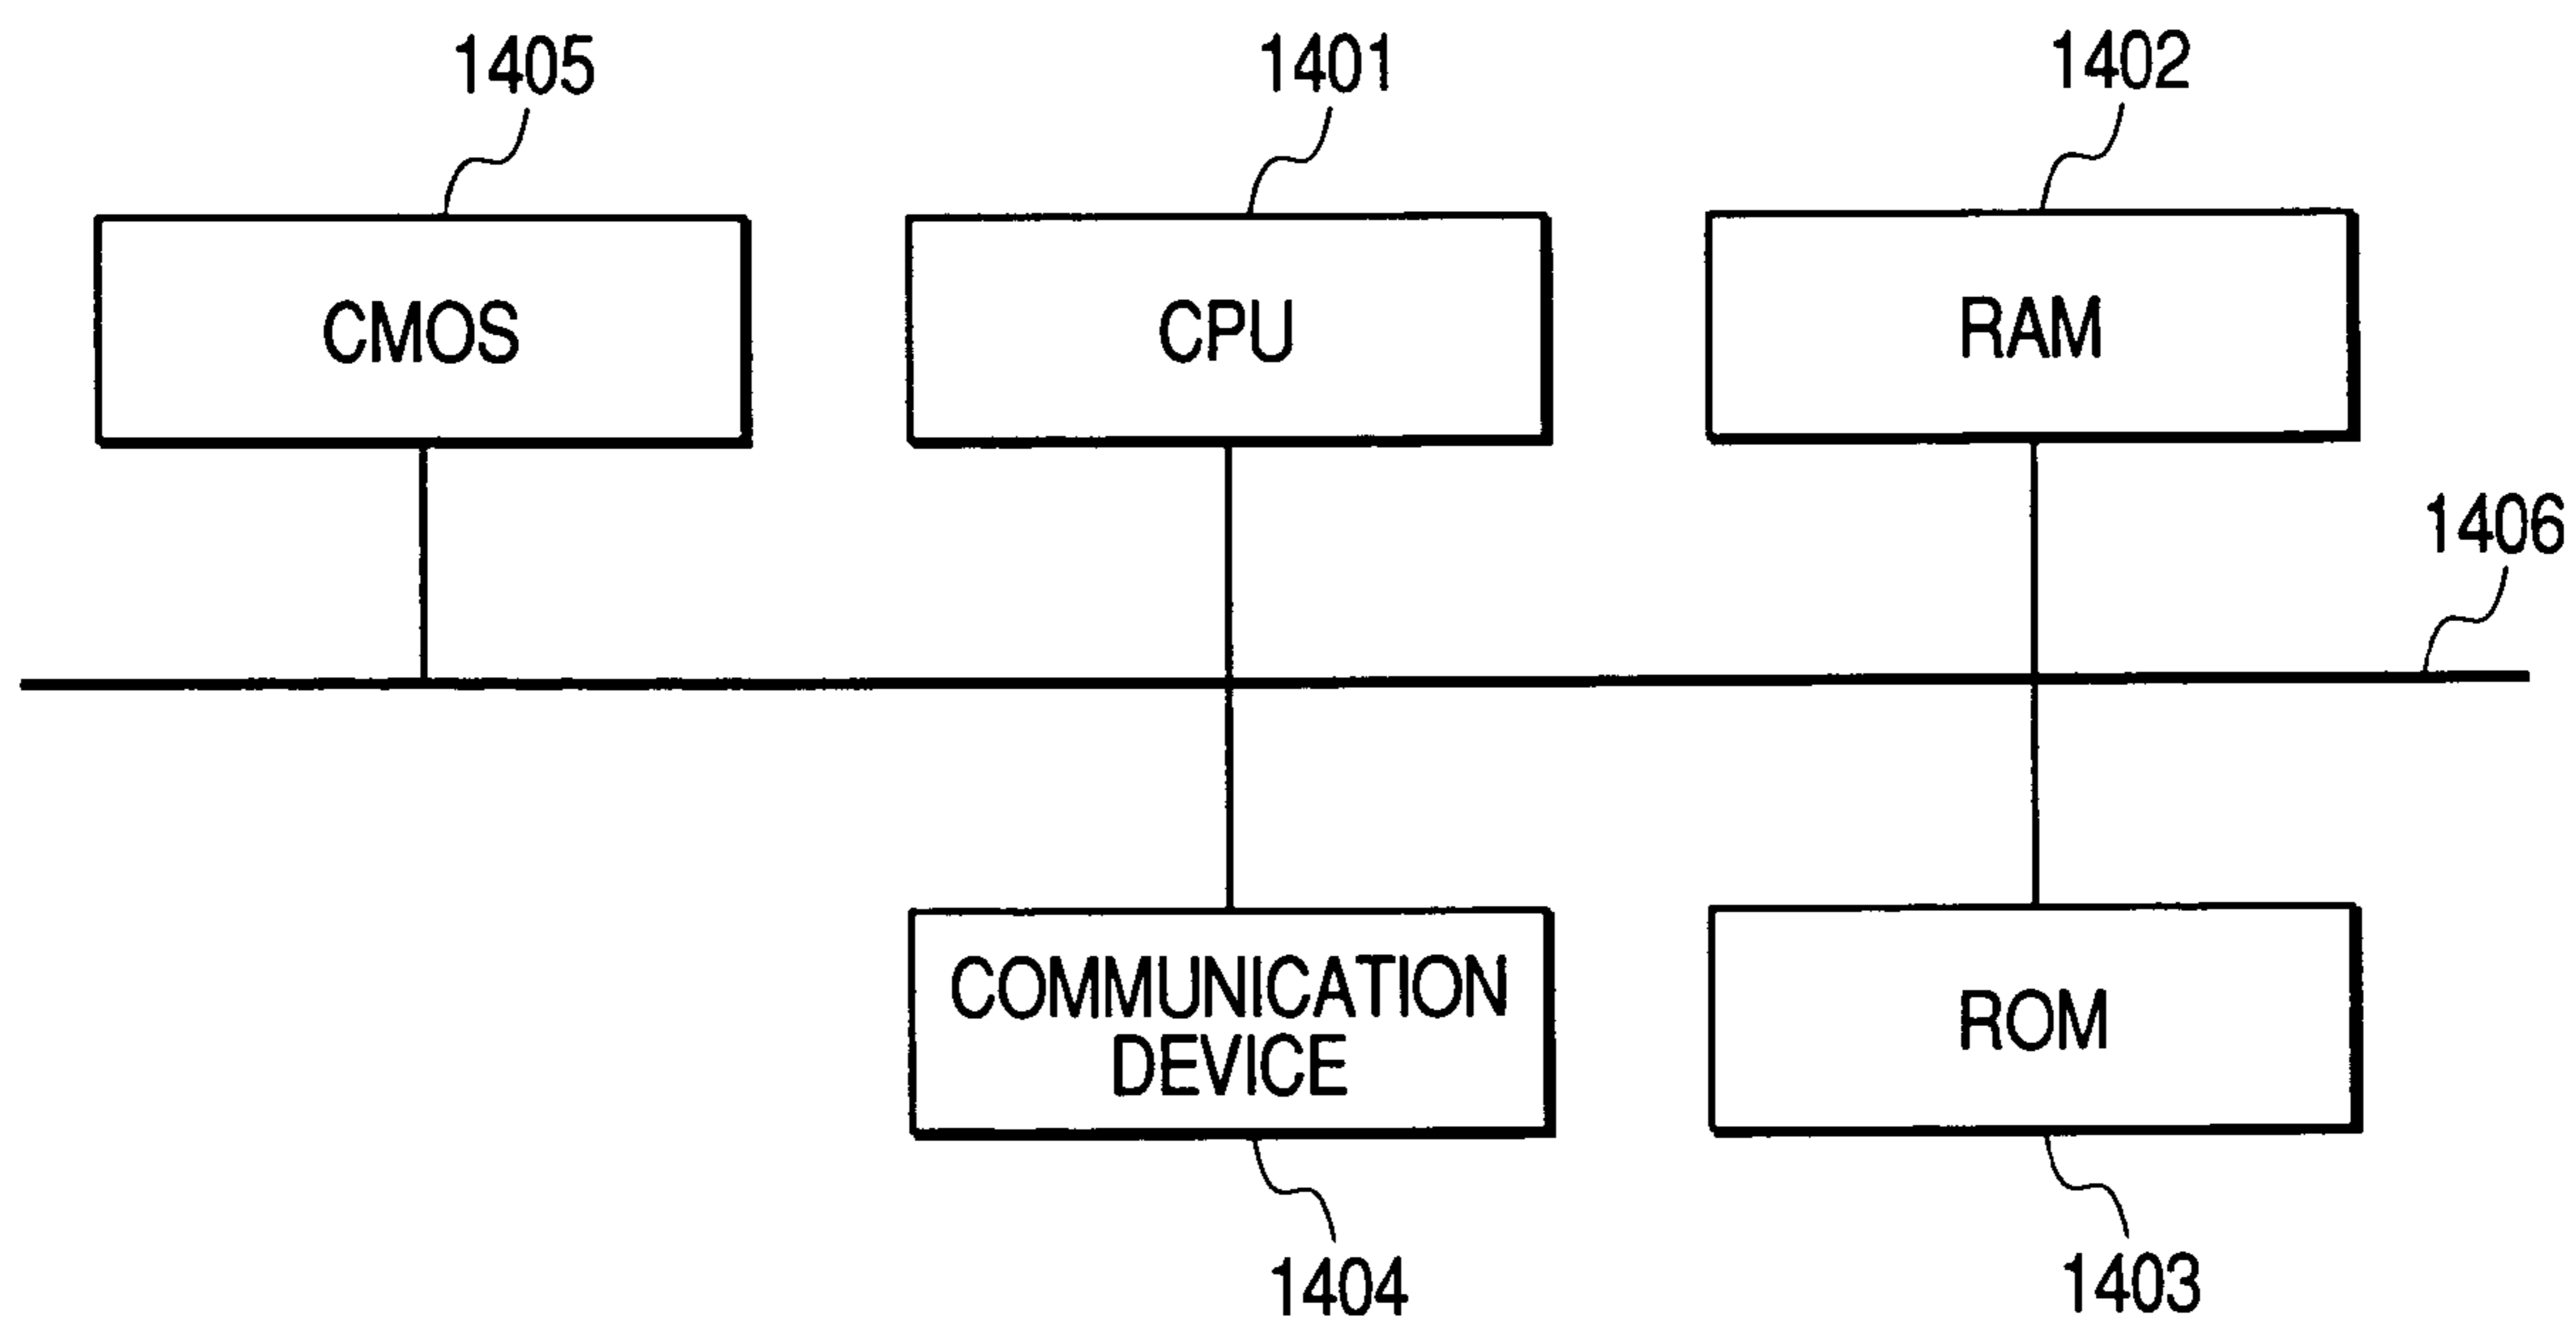 1405
1401
1402
CMOS
CPU
RAM
1406
COMMUNICATION
DEVICE
ROM
1404
1403